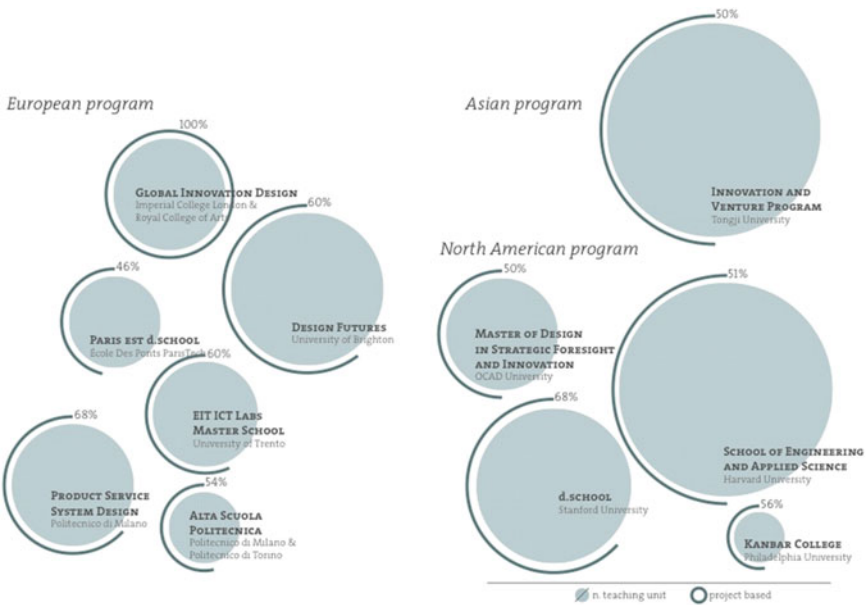 European program
100%
GLOBAL INNOVATION DESIGN
Imperial College London &
Royal College of Arts
60%
DESIGN FUTURES
University of Brighton
46%
PARIS EST D.SCHOOL
École Des Ponts ParisTech
60%
EIT ICT LABS
MASTER SCHOOL
University of Trento
68%
PRODUCT SERVICE
SYSTEM DESIGN
Politecnico di Milano
54%
ALTA SCUOLA
POLITECNICA
Politecnico di Milano &
Politecnico di Torino
Asian program
50%
INNOVATION AND
VENTURE PROGRAM
Tongji University
North American program
50%
MASTER OF DESIGN
IN STRATEGIC FORESIGHT
AND INNOVATION
OCAD University
51%
SCHOOL OF ENGINEERING
AND APPLIED SCIENCE
Harvard University
68%
D.SCHOOL
Stanford University
56%
KANBAR COLLEGE
Philadelphia University
n. teaching unit
project based